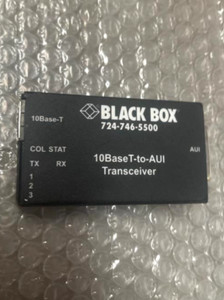 BLACK BOX
724-746-5500
10Base-T
AUI
COL STAT
TX RX
1
2
3
10BaseT-to-AUI
Transceiver